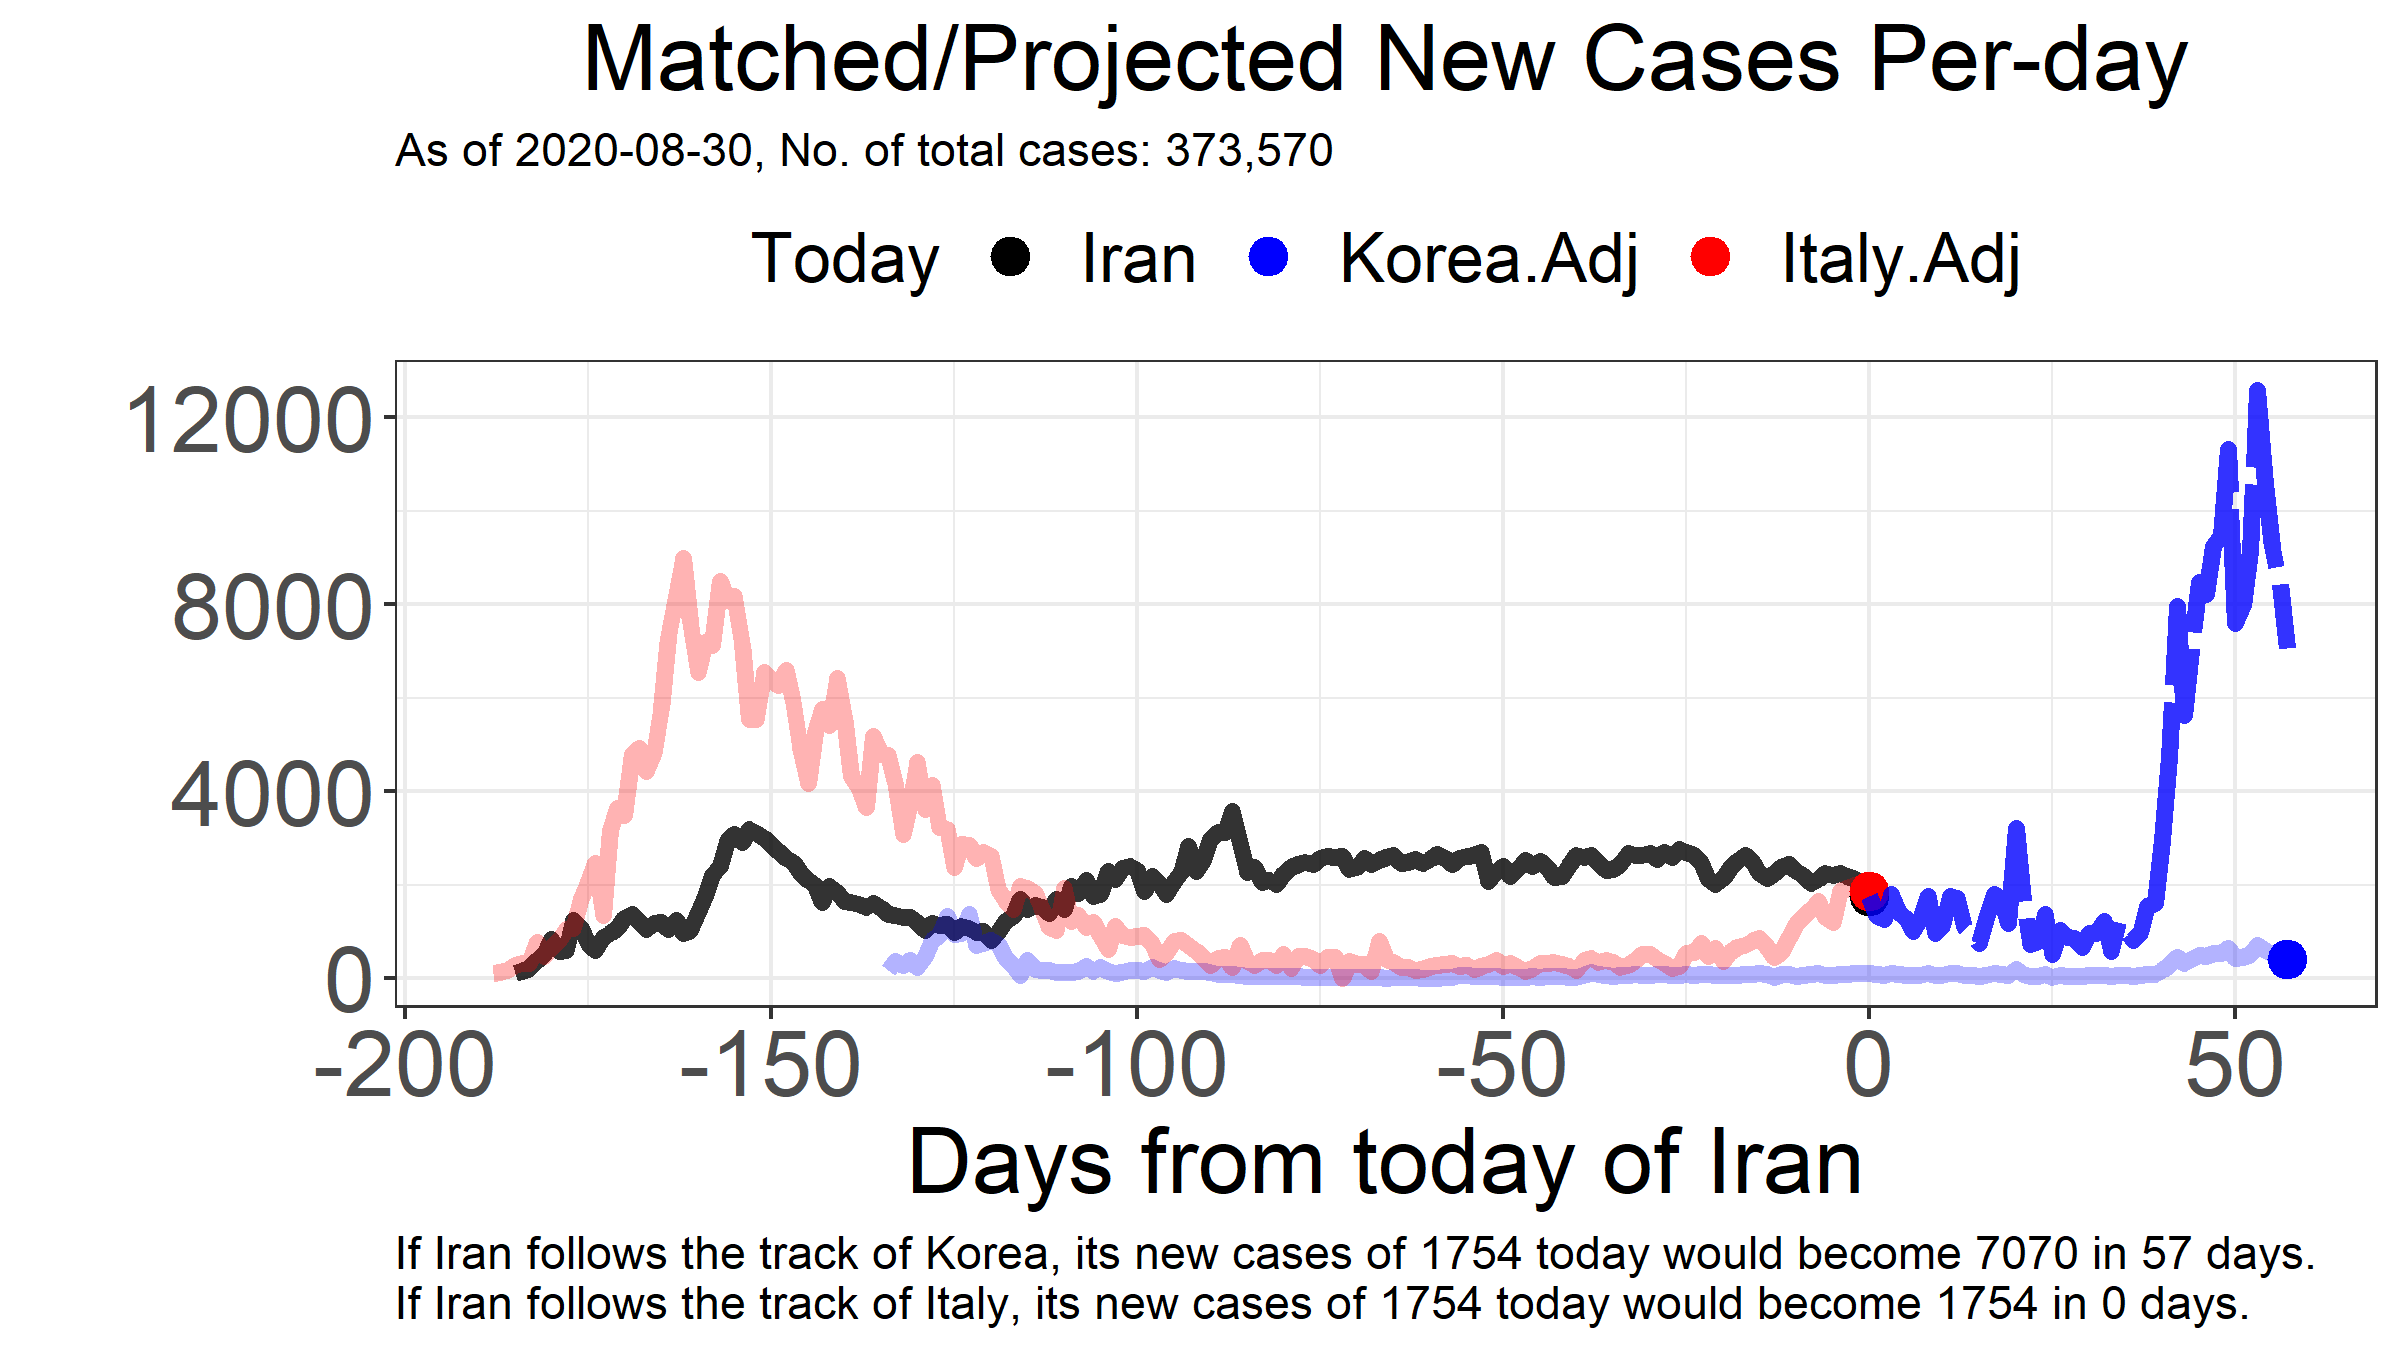 Matched/Projected New Cases Per-day
As of 2020-08-30, No. of total cases: 373,570
Today Iran Korea.Adj Italy.Adj
12000
8000
4000
0
-200 -150 -100 -50 0 50
Days from today of Iran
If Iran follows the track of Korea, its new cases of 1754 today would become 7070 in 57 days.
If Iran follows the track of Italy, its new cases of 1754 today would become 1754 in 0 days.